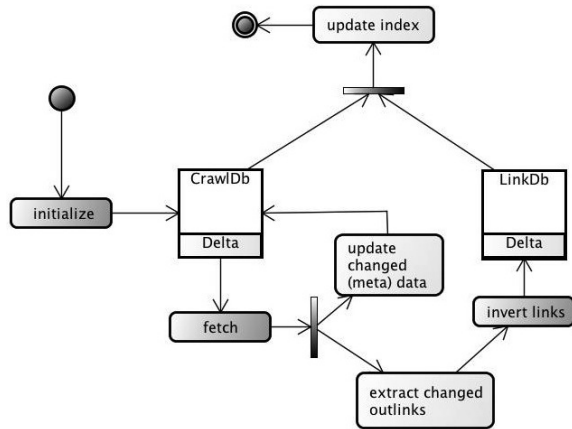 update index
CrawlDb
LinkDb
initialize
Delta
Delta
update
changed
(meta) data
fetch
invert links
extract changed
outlinks